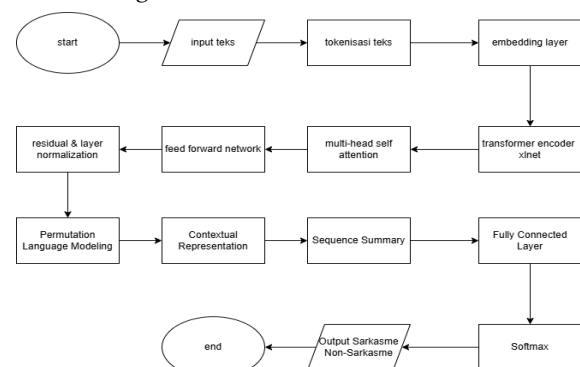 start
input teks
tokenisasi teks
embedding layer
residual & layer
normalization
feed forward network
multi-head self
attention
transformer encoder
xlnet
Permutation
Language Modeling
Contextual
Representation
Sequence Summary
Fully Connected
Layer
end
Output Sarkasme
Non-Sarkasme
Softmax